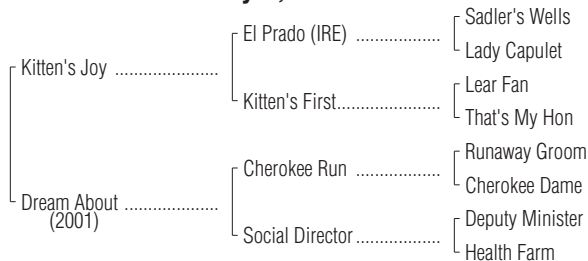 Sadler's Wells
El Prado (IRE) ....................
Lady Capulet
Kitten's Joy .........................
Lear Fan
Kitten's First.........................
That's My Hon
Runaway Groom
Cherokee Run ....................
Cherokee Dame
Dream About ......................
(2001)
Deputy Minister
Social Director.....................
Health Farm